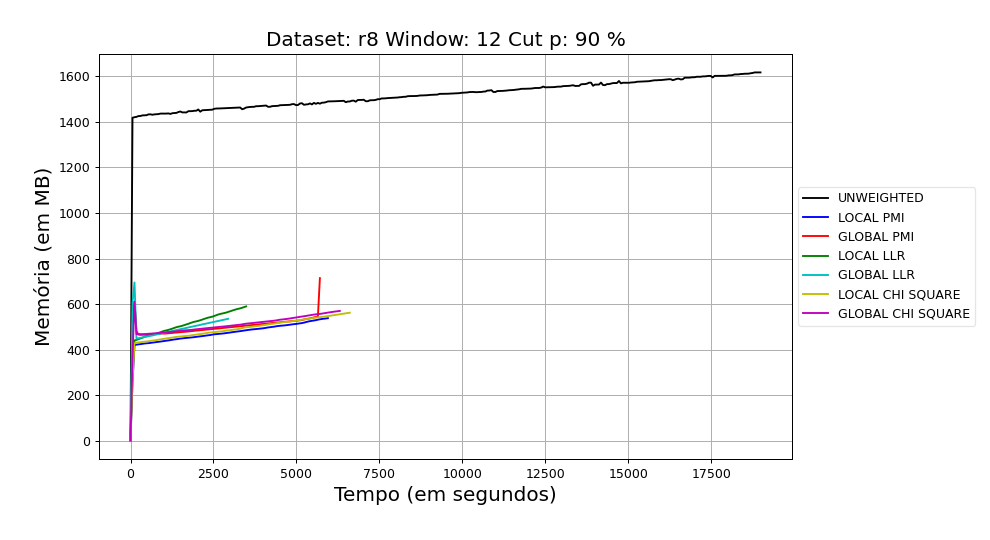 Dataset: r8 Window: 12 Cut p: 90 %
Memória (em MB)
1600
1400
1200
1000
800
600
400
200
0
0 2500 5000 7500 10000 12500 15000 17500
Tempo (em segundos)
UNWEIGHTED
LOCAL PMI
GLOBAL PMI
LOCAL LLR
GLOBAL LLR
LOCAL CHI SQUARE
GLOBAL CHI SQUARE